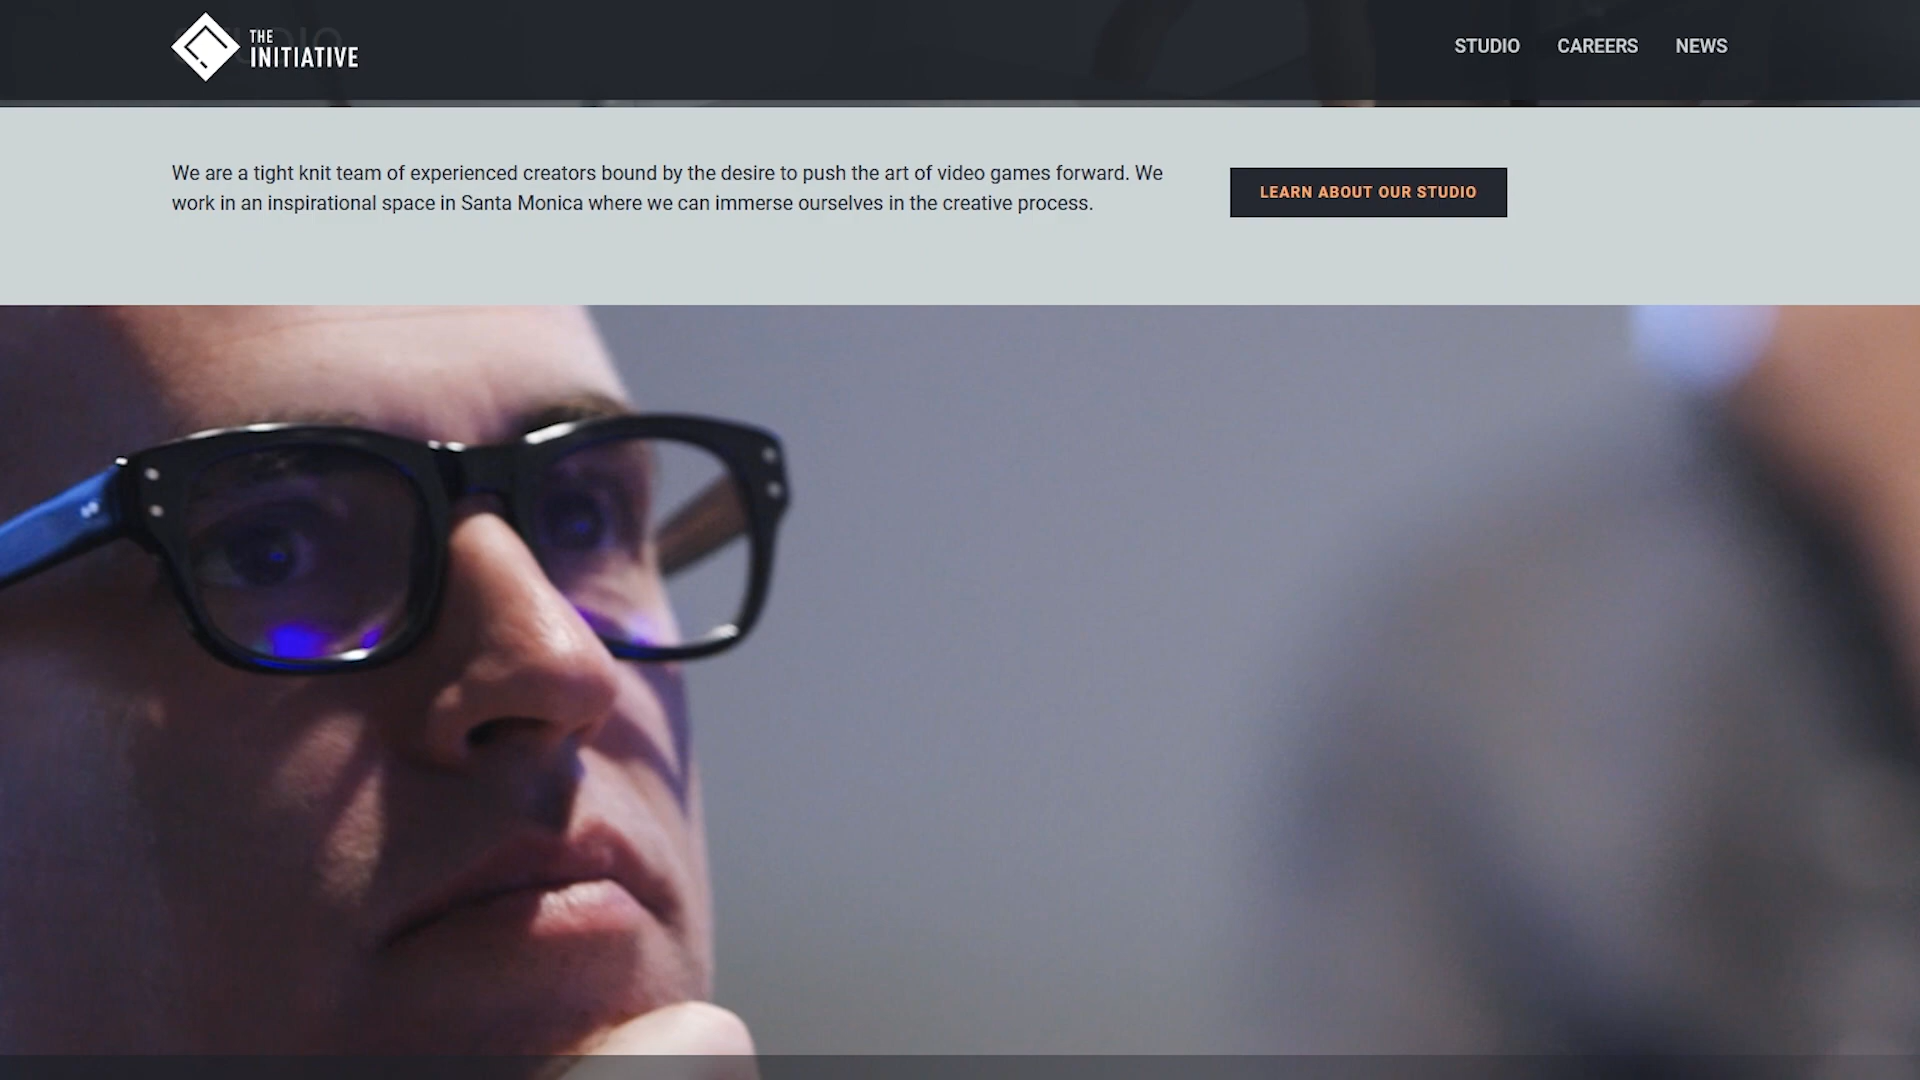 THE
INITIATIVE
STUDIO
CAREERS
NEWS
We are a tight knit team of experienced creators bound by the desire to push the art of video games forward. We
work in an inspirational space in Santa Monica where we can immerse ourselves in the creative process.
LEARN ABOUT OUR STUDIO